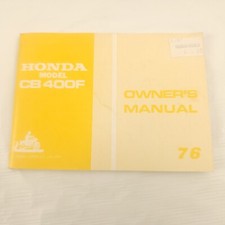 HONDA
MODEL
CB400F
OWNER'S
MANUAL
76